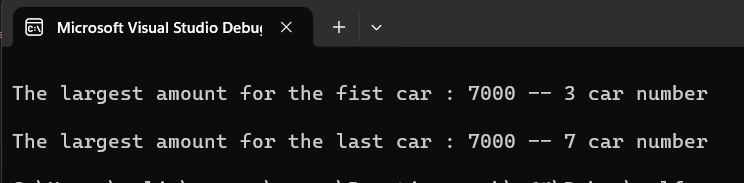 Microsoft Visual Studio Debug
The largest amount for the fist car : 7000 -- 3 car number
The largest amount for the last car : 7000 -- 7 car number